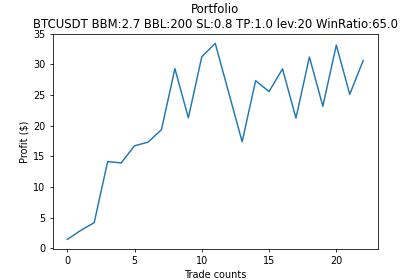 Portfolio
BTCUSDT BBM:2.7 BBL:200 SL:0.8 TP:1.0 lev:20 WinRatio:65.0
35
30
25
20
15
10
5
0
Profit ($)
0 5 10 15 20
Trade counts